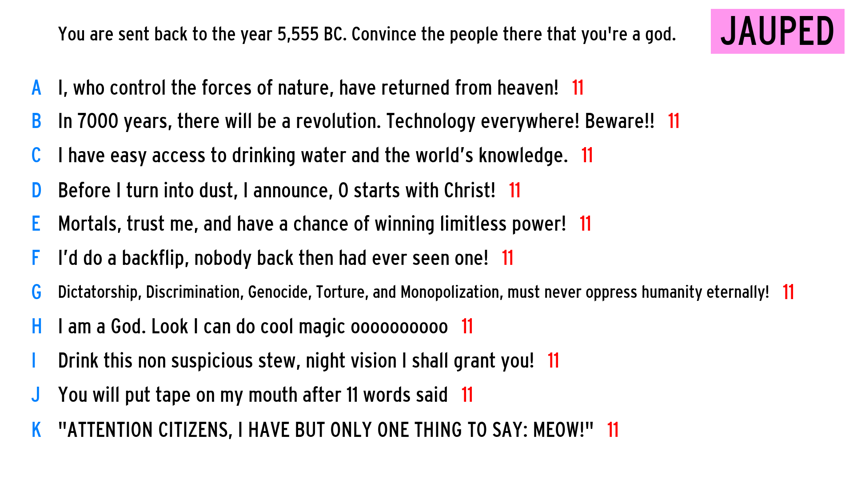 You are sent back to the year 5,555 BC. Convince the people there that you're a god. JAUPED
A I, who control the forces of nature, have returned from heaven! 11
B In 7000 years, there will be a revolution. Technology everywhere! Beware!! 11
C I have easy access to drinking water and the world’s knowledge. 11
D Before I turn into dust, I announce, 0 starts with Christ! 11
E Mortals, trust me, and have a chance of winning limitless power! 11
F I’d do a backflip, nobody back then had ever seen one! 11
G Dictatorship, Discrimination, Genocide, Torture, and Monopolization, must never oppress humanity eternally! 11
H I am a God. Look I can do cool magic oooooooooo 11
I Drink this non suspicious stew, night vision I shall grant you! 11
J You will put tape on my mouth after 11 words said 11
K "ATTENTION CITIZENS, I HAVE BUT ONLY ONE THING TO SAY: MEOW!" 11